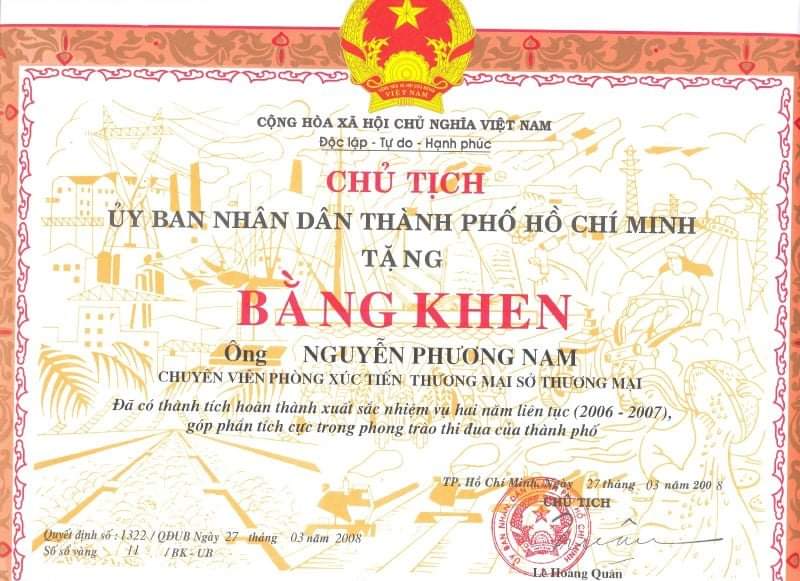 CỘNG HÒA XÃ HỘI CHỦ NGHĨA VIỆT NAM
Độc lập - Tự do - Hạnh phúc
CHỦ TỊCH
ỦY BAN NHÂN DÂN THÀNH PHỐ HỒ CHÍ MINH
TẶNG
BẰNG KHEN
Ông NGUYỄN PHƯƠNG NAM
CHUYÊN VIÊN PHÒNG XÚC TIẾN THƯƠNG MẠI SỞ THƯƠNG MẠI
Đã có thành tích hoàn thành xuất sắc nhiệm vụ hai năm liên tục (2006 - 2007),
góp phần tích cực trong phong trào thi đua của thành phố
TP. Hồ Chí Minh, Ngày 27 tháng 03 năm 2008
CHỦ TỊCH
Quyết định số : 1322 / QĐUB Ngày 27 tháng 03 năm 2008
Số sổ vàng 11 / BK - UB
Lê Hoàng Quân